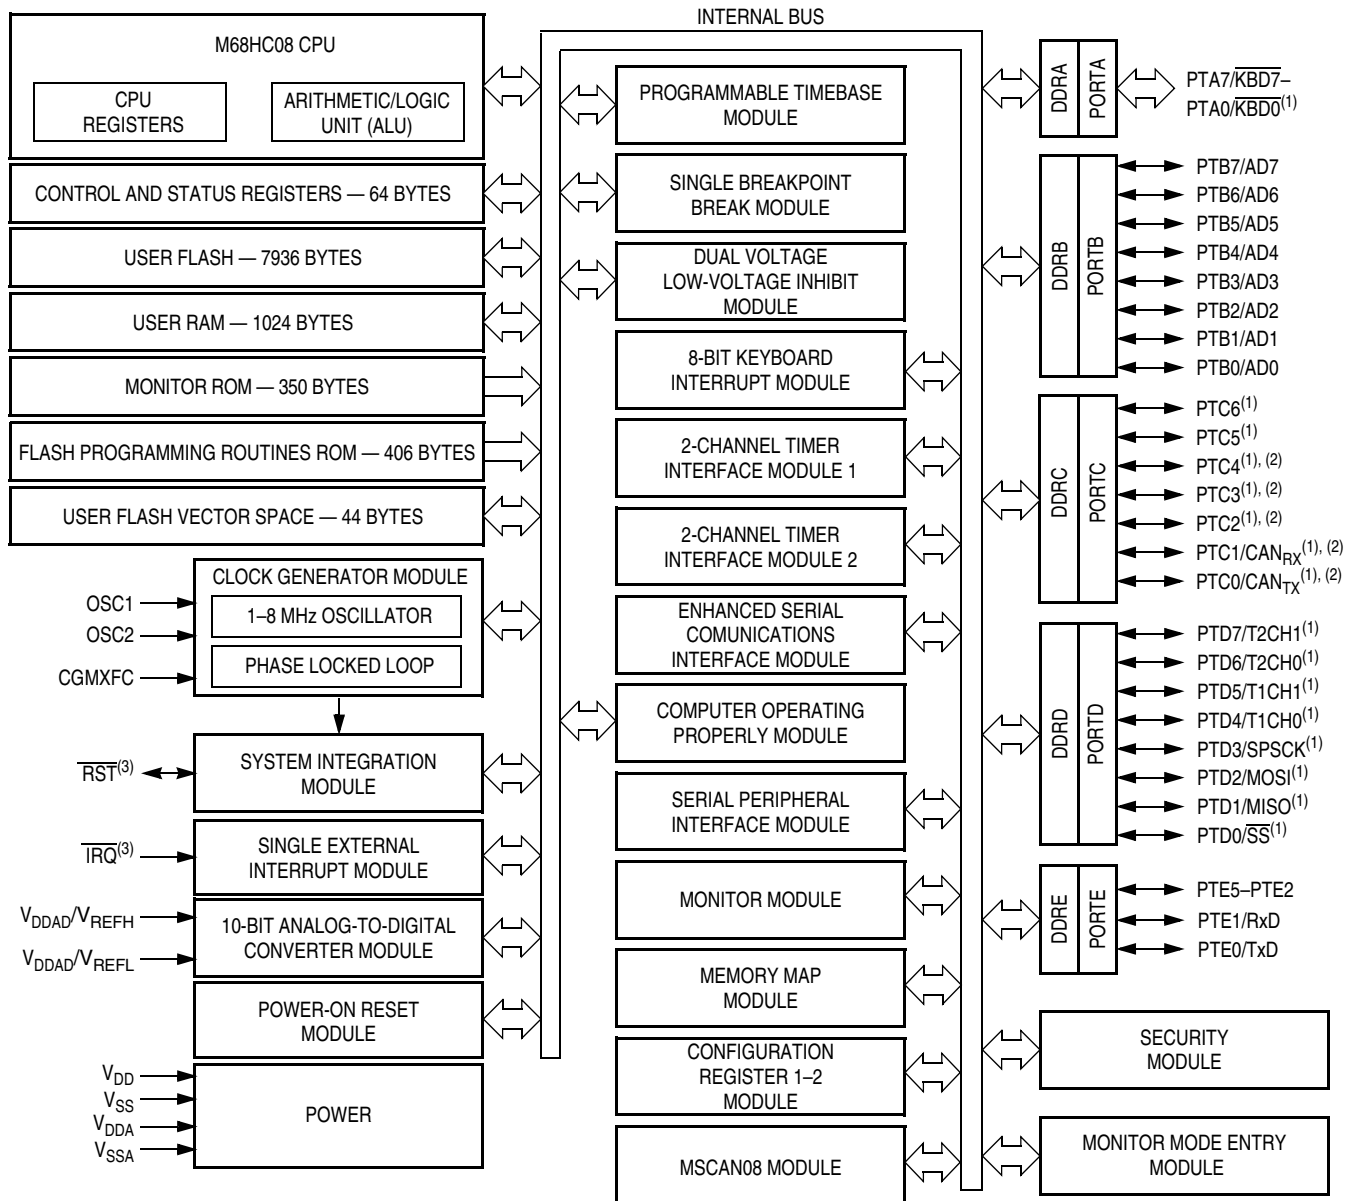 INTERNAL BUS
M68HC08 CPU
CPU
REGISTERS
ARITHMETIC/LOGIC
UNIT (ALU)
CONTROL AND STATUS REGISTERS — 64 BYTES
USER FLASH — 7936 BYTES
USER RAM — 1024 BYTES
MONITOR ROM — 350 BYTES
FLASH PROGRAMMING ROUTINES ROM — 406 BYTES
USER FLASH VECTOR SPACE — 44 BYTES
CLOCK GENERATOR MODULE
1–8 MHz OSCILLATOR
PHASE LOCKED LOOP
OSC1
OSC2
CGMXFC
SYSTEM INTEGRATION
MODULE
RST(3)
SINGLE EXTERNAL
INTERRUPT MODULE
IRQ(3)
10-BIT ANALOG-TO-DIGITAL
CONVERTER MODULE
VDDAD/VREFH
VDDAD/VREFL
POWER-ON RESET
MODULE
POWER
VDD
VSS
VDDA
VSSA
PROGRAMMABLE TIMEBASE
MODULE
SINGLE BREAKPOINT
BREAK MODULE
DUAL VOLTAGE
LOW-VOLTAGE INHIBIT
MODULE
8-BIT KEYBOARD
INTERRUPT MODULE
2-CHANNEL TIMER
INTERFACE MODULE 1
2-CHANNEL TIMER
INTERFACE MODULE 2
ENHANCED SERIAL
COMUNICATIONS
INTERFACE MODULE
COMPUTER OPERATING
PROPERLY MODULE
SERIAL PERIPHERAL
INTERFACE MODULE
MONITOR MODULE
MEMORY MAP
MODULE
CONFIGURATION
REGISTER 1–2
MODULE
MSCAN08 MODULE
DDRA
PORTA
PTA7/KBD7–
PTA0/KBD0(1)
DDRB
PORTB
PTB7/AD7
PTB6/AD6
PTB5/AD5
PTB4/AD4
PTB3/AD3
PTB2/AD2
PTB1/AD1
PTB0/AD0
DDRC
PORTC
PTC6(1)
PTC5(1)
PTC4(1), (2)
PTC3(1), (2)
PTC2(1), (2)
PTC1/CANRX(1), (2)
PTC0/CANTX(1), (2)
DDRD
PORTD
PTD7/T2CH1(1)
PTD6/T2CH0(1)
PTD5/T1CH1(1)
PTD4/T1CH0(1)
PTD3/SPSCK(1)
PTD2/MOSI(1)
PTD1/MISO(1)
PTD0/SS(1)
DDRE
PORTE
PTE5–PTE2
PTE1/RxD
PTE0/TxD
SECURITY
MODULE
MONITOR MODE ENTRY
MODULE